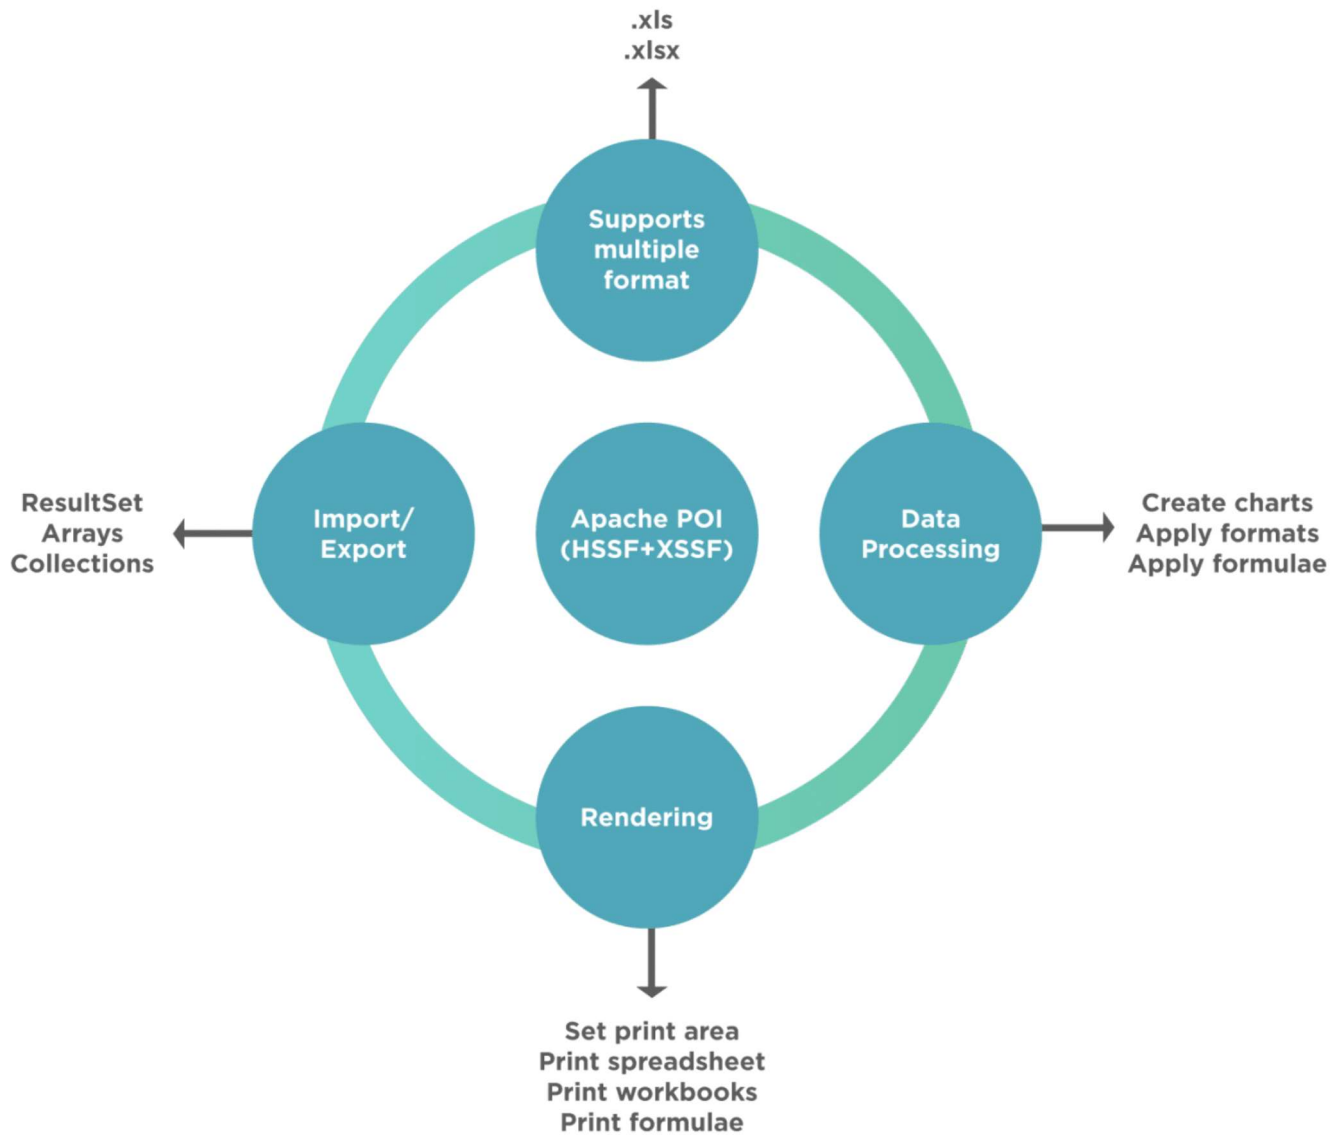 .xls
.xlsx
Supports
multiple
format
ResultSet
Arrays
Collections
Import/
Export
Apache POI
(HSSF+XSSF)
Data
Processing
Create charts
Apply formats
Apply formulae
Rendering
Set print area
Print spreadsheet
Print workbooks
Print formulae